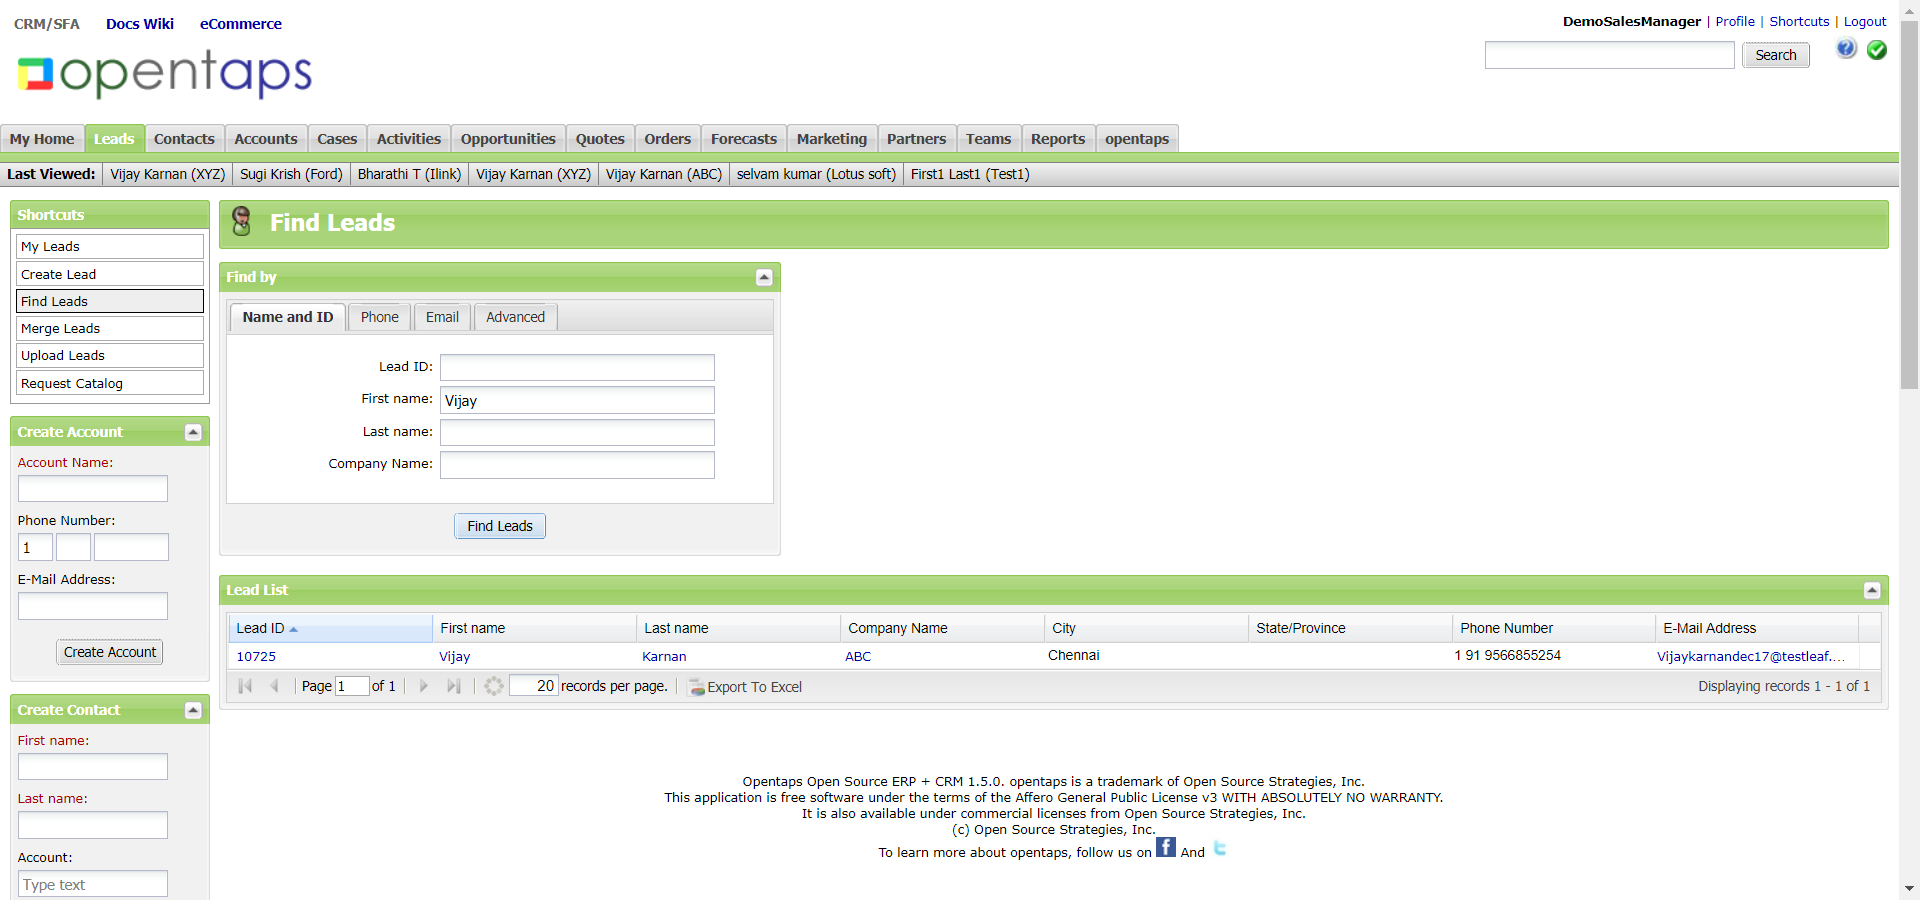 CRM/SFA Docs Wiki eCommerce
DemoSalesManager | Profile | Shortcuts | Logout
opentaps
Search
My Home Leads Contacts Accounts Cases Activities Opportunities Quotes Orders Forecasts Marketing Partners Teams Reports opentaps
Last Viewed: Vijay Karnan (XYZ) Sugi Krish (Ford) Bharathi T (Ilink) Vijay Karnan (XYZ) Vijay Karnan (ABC) selvam kumar (Lotus soft) First1 Last1 (Test1)
Shortcuts
My Leads
Create Lead
Find Leads
Merge Leads
Upload Leads
Request Catalog
Create Account
Account Name:
Phone Number:
1
E-Mail Address:
Create Account
Create Contact
First name:
Last name:
Account:
Type text
Find Leads
Find by
Name and ID Phone Email Advanced
Lead ID:
First name: Vijay
Last name:
Company Name:
Find Leads
Lead List
Lead ID First name Last name Company Name City State/Province Phone Number E-Mail Address
10725 Vijay Karnan ABC Chennai 1 91 9566855254 Vijaykarnandec17@testleaf....
Page 1 of 1 20 records per page. Export To Excel Displaying records 1 - 1 of 1
Opentaps Open Source ERP + CRM 1.5.0. opentaps is a trademark of Open Source Strategies, Inc.
This application is free software under the terms of the Affero General Public License v3 WITH ABSOLUTELY NO WARRANTY.
It is also available under commercial licenses from Open Source Strategies, Inc.
(c) Open Source Strategies, Inc.
To learn more about opentaps, follow us on f And t